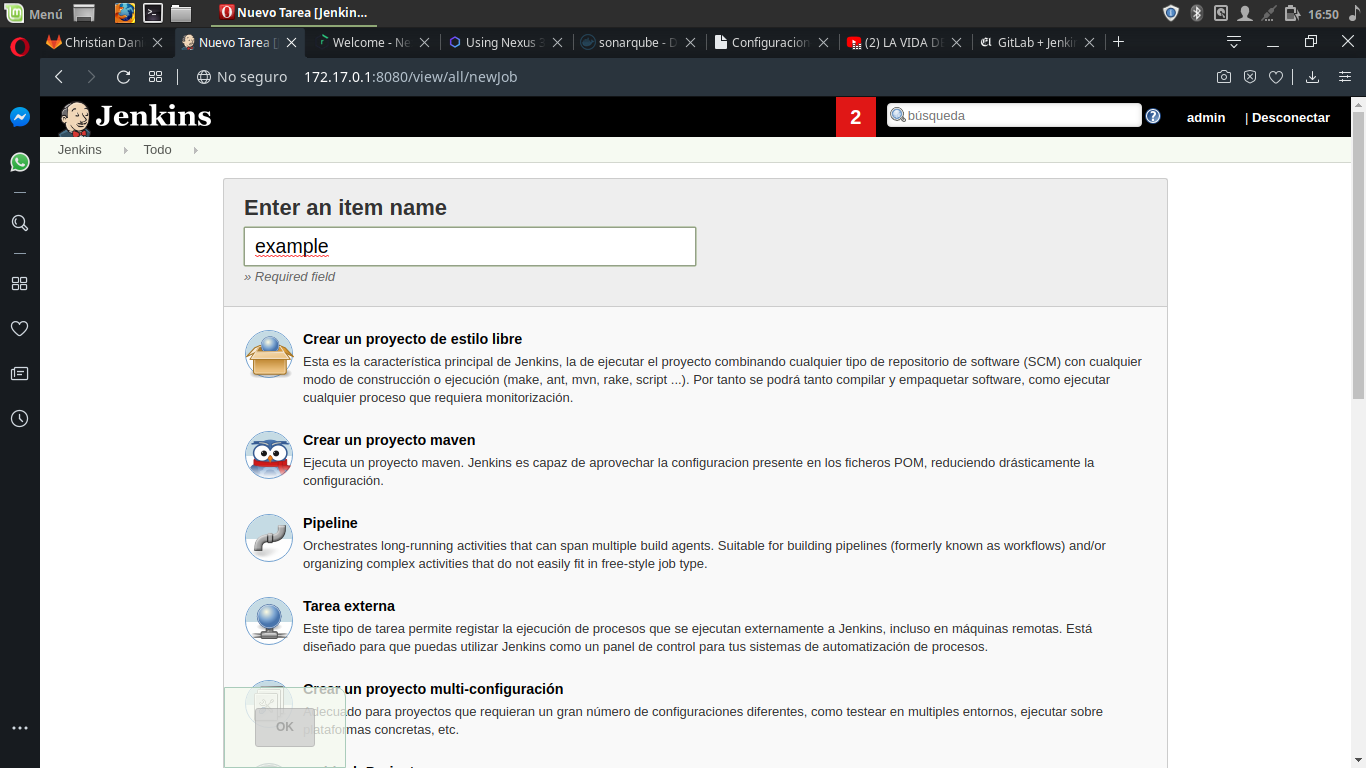 Menú
Nuevo Tarea [Jenkin...
16:50
Christian Dani
Nuevo Tarea [
Welcome - Ne
Using Nexus 3
sonarqube - D
Configuracion
(2) LA VIDA DE
GitLab + Jenki
No seguro 172.17.0.1:8080/view/all/newJob
Jenkins
2
búsqueda
admin
| Desconectar
Jenkins
Todo
Enter an item name
example
» Required field
Crear un proyecto de estilo libre
Esta es la característica principal de Jenkins, la de ejecutar el proyecto combinando cualquier tipo de repositorio de software (SCM) con cualquier
modo de construcción o ejecución (make, ant, mvn, rake, script ...). Por tanto se podrá tanto compilar y empaquetar software, como ejecutar
cualquier proceso que requiera monitorización.
Crear un proyecto maven
Ejecuta un proyecto maven. Jenkins es capaz de aprovechar la configuracion presente en los ficheros POM, reduciendo drásticamente la
configuración.
Pipeline
Orchestrates long-running activities that can span multiple build agents. Suitable for building pipelines (formerly known as workflows) and/or
organizing complex activities that do not easily fit in free-style job type.
Tarea externa
Este tipo de tarea permite registar la ejecución de procesos que se ejecutan externamente a Jenkins, incluso en máquinas remotas. Está
diseñado para que puedas utilizar Jenkins como un panel de control para tus sistemas de automatización de procesos.
Crear un proyecto multi-configuración
Adecuado para proyectos que requieran un gran número de configuraciones diferentes, como testear en multiples entornos, ejecutar sobre
plataformas concretas, etc.
OK